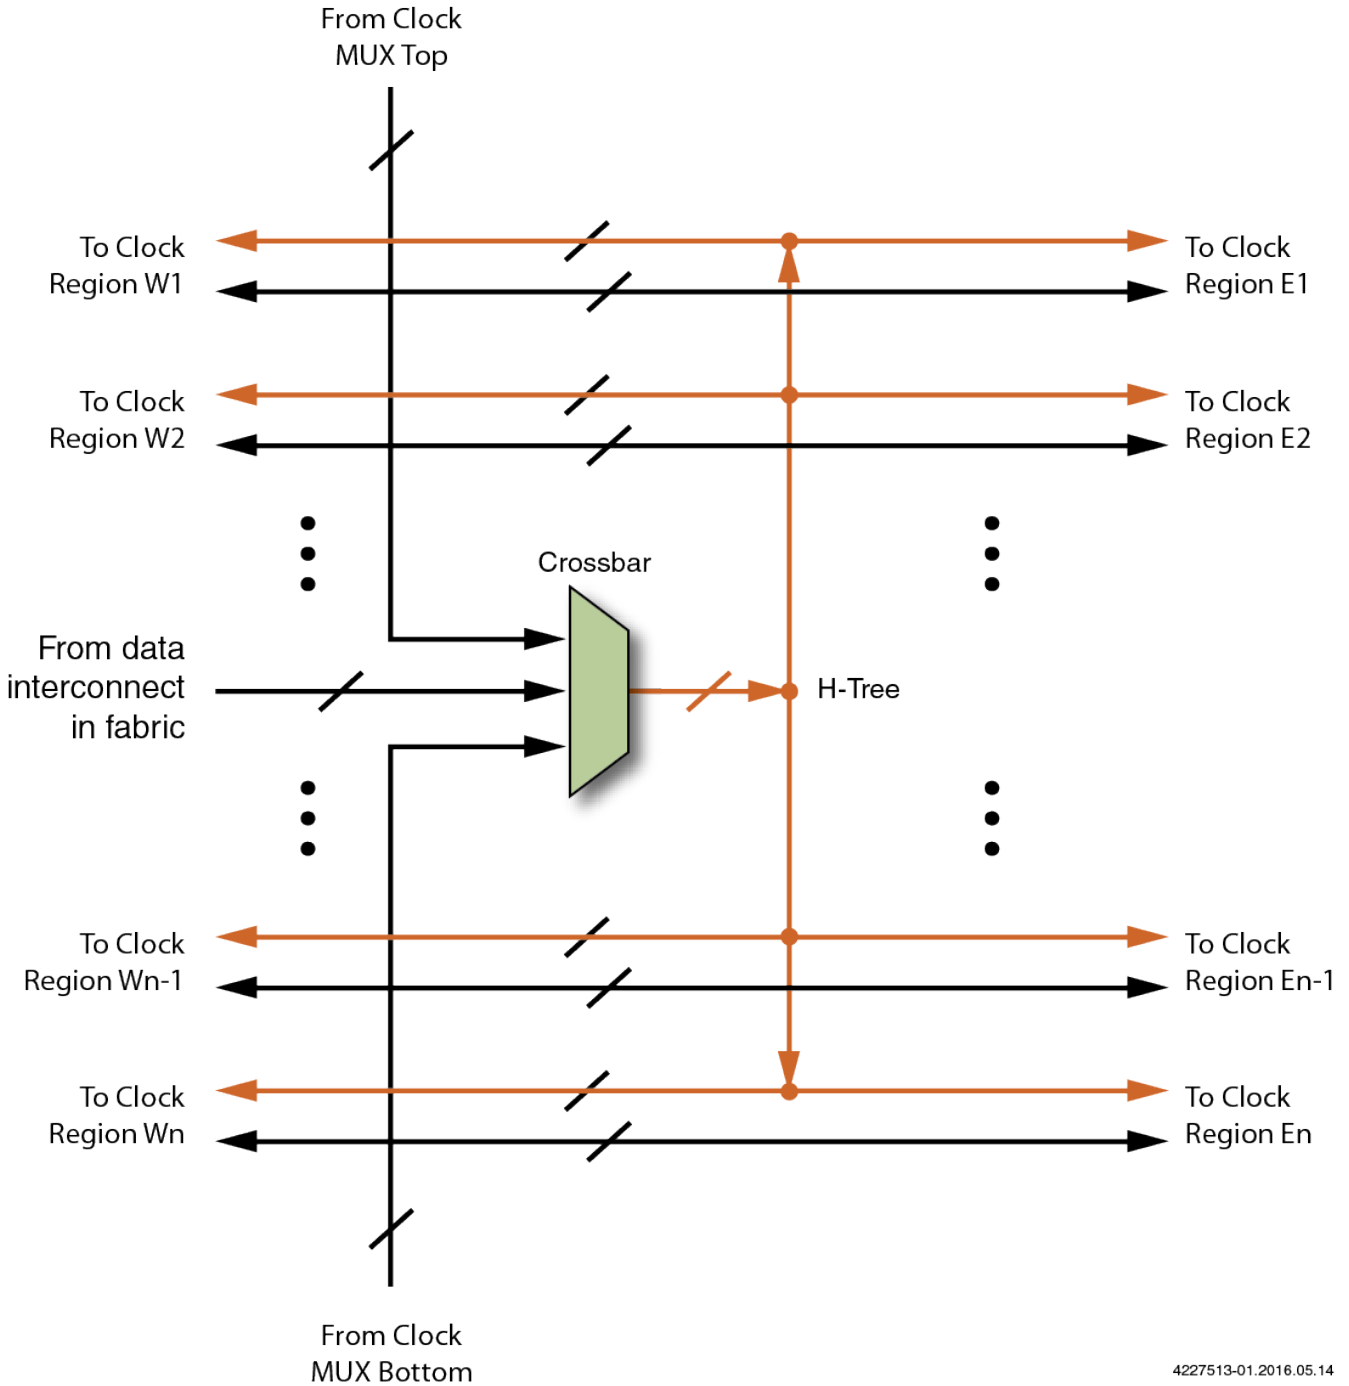 From Clock
MUX Top
To Clock
Region W1
To Clock
Region E1
To Clock
Region W2
To Clock
Region E2
Crossbar
From data
interconnect
in fabric
H-Tree
To Clock
Region Wn-1
To Clock
Region En-1
To Clock
Region Wn
To Clock
Region En
From Clock
MUX Bottom
4227513-01.2016.05.14